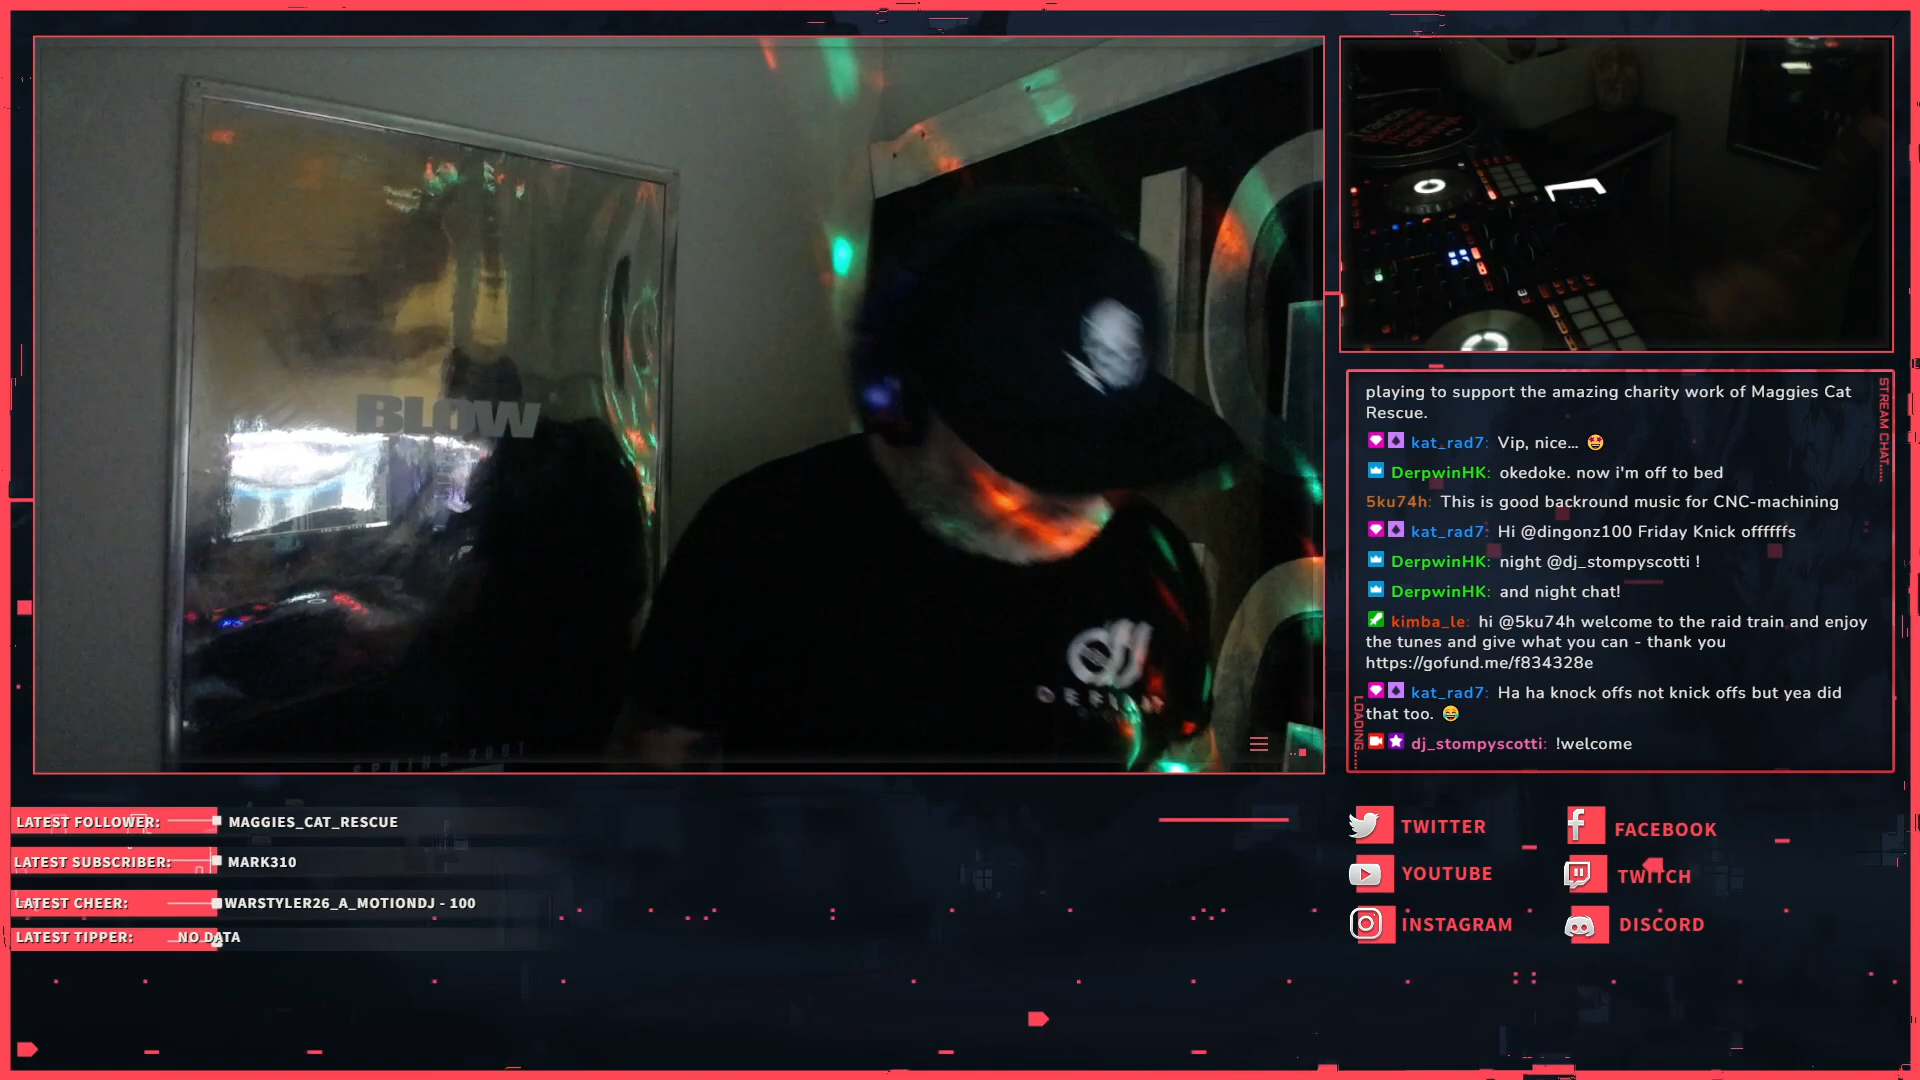 BLOW
SPRING 2001
dj
playing to support the amazing charity work of Maggies Cat
Rescue.
kat_rad7: Vip, nice... 🤩
DerpwinHK: okedoke. now i'm off to bed
5ku74h: This is good backround music for CNC-machining
kat_rad7: Hi @dingonz100 Friday Knick offffffs
DerpwinHK: night @dj_stompyscotti !
DerpwinHK: and night chat!
kimba_le: hi @5ku74h welcome to the raid train and enjoy
the tunes and give what you can - thank you
https://gofund.me/f834328e
kat_rad7: Ha ha knock offs not knick offs but yea did
that too. 😂
dj_stompyscotti: !welcome
STREAM CHAT.....
LOADING.....
LATEST FOLLOWER: MAGGIES_CAT_RESCUE
LATEST SUBSCRIBER: MARK310
LATEST CHEER: WARSTYLER26_A_MOTIONDJ - 100
LATEST TIPPER: NO DATA
TWITTER
FACEBOOK
YOUTUBE
TWITCH
INSTAGRAM
DISCORD